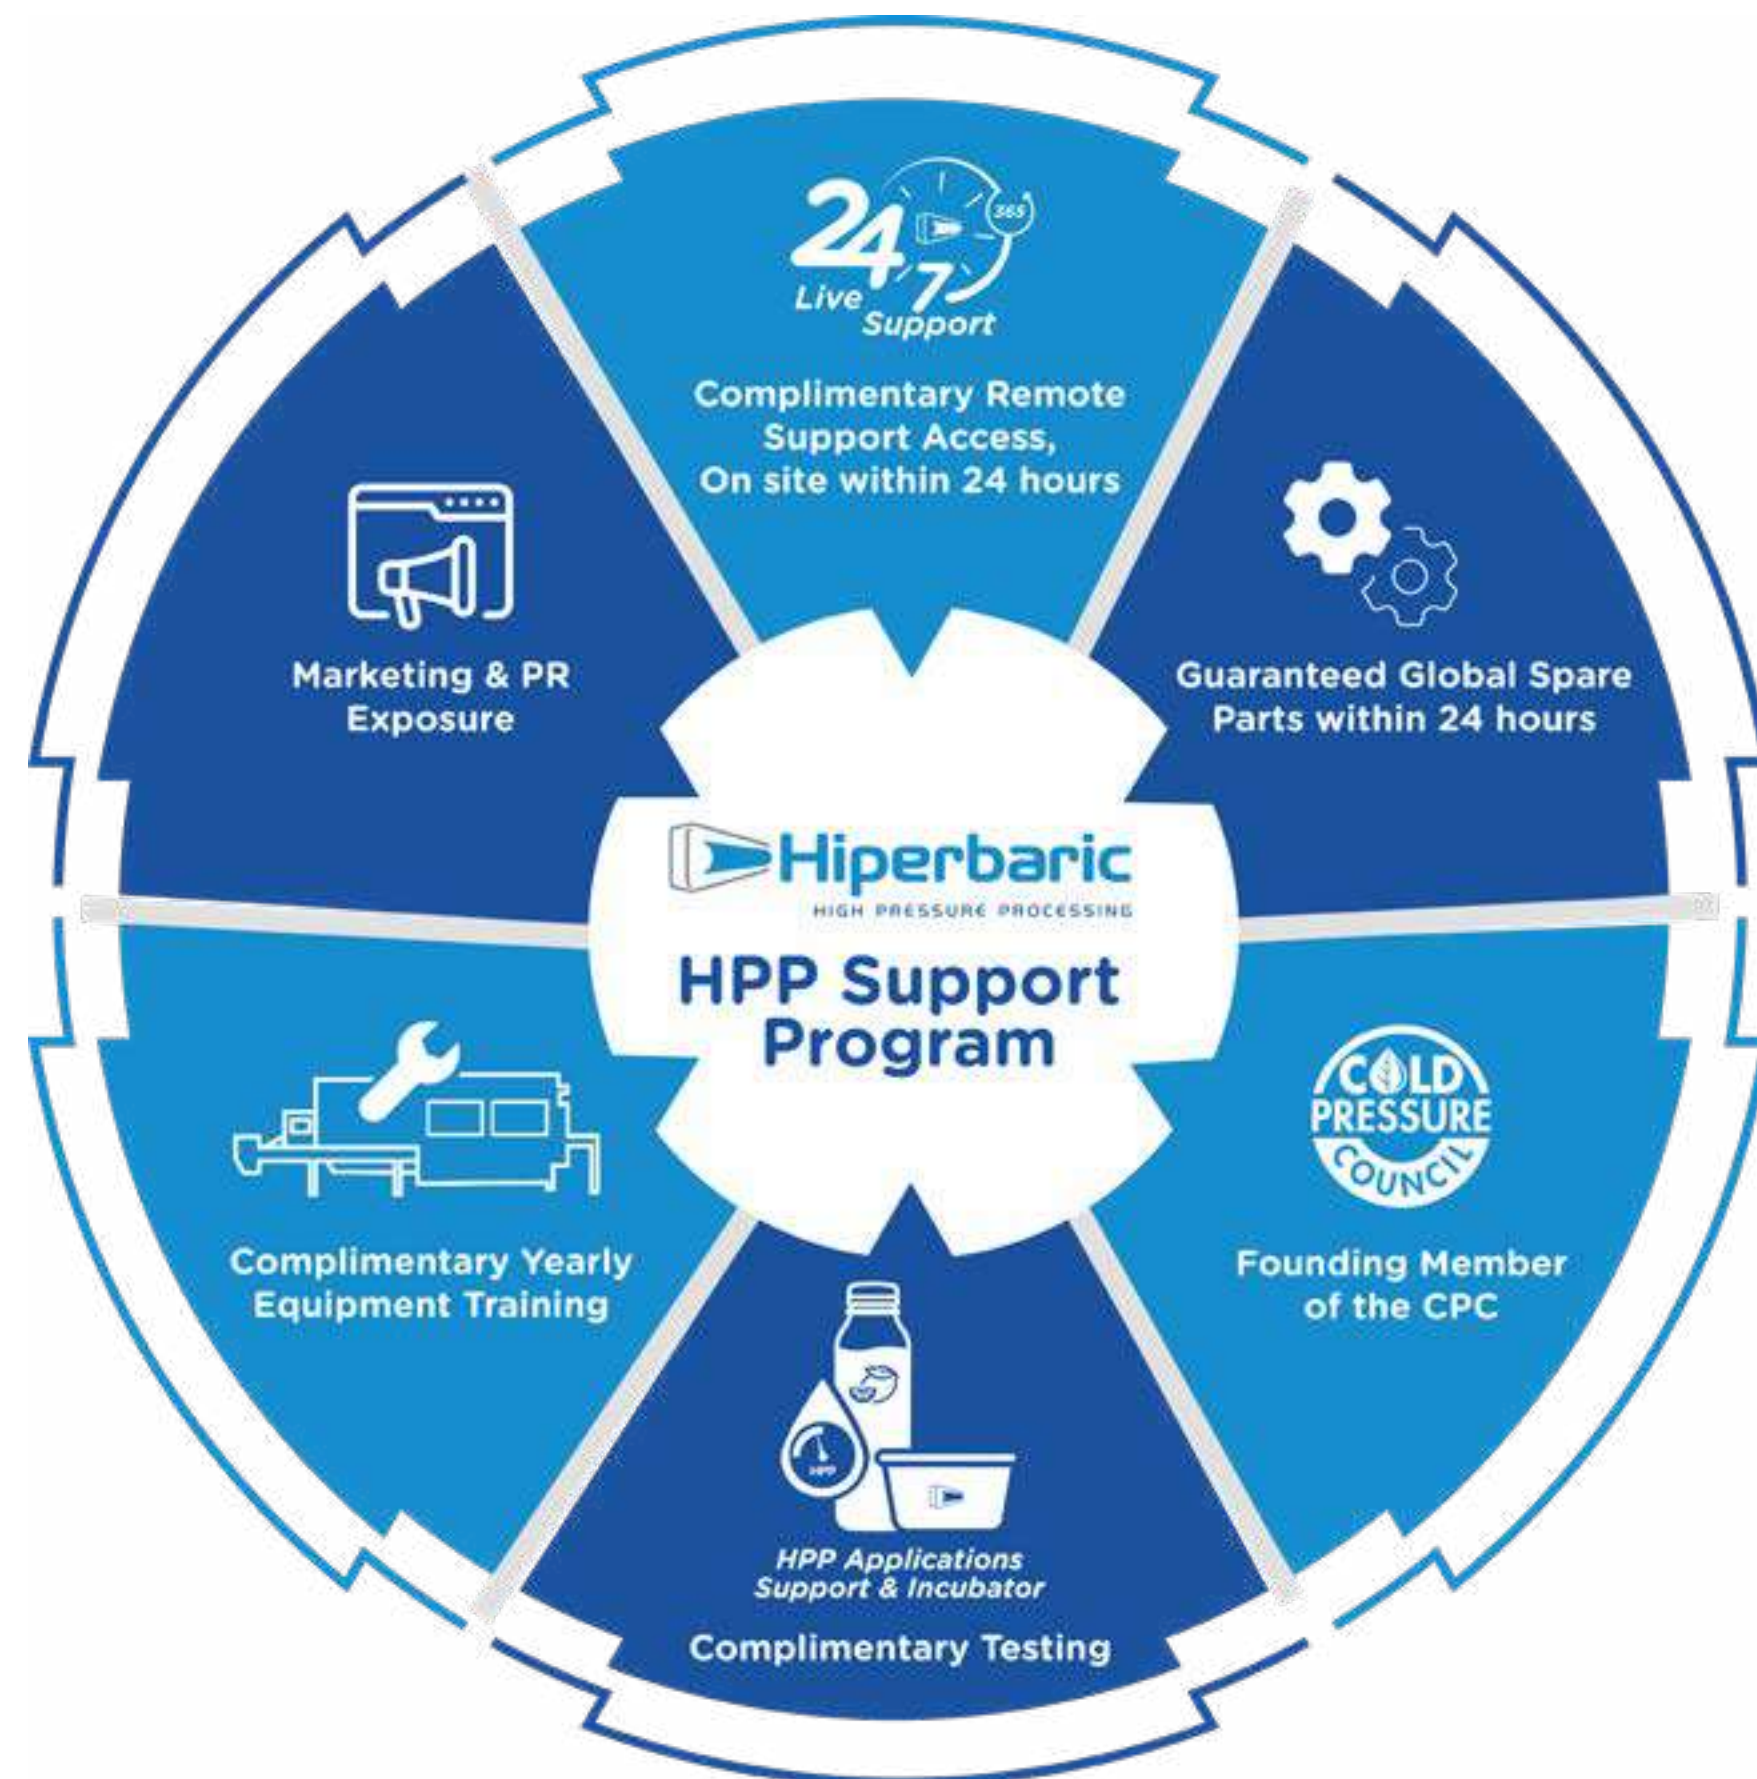 24/7
365
Live
Support
Complimentary Remote
Support Access,
On site within 24 hours
Guaranteed Global Spare
Parts within 24 hours
COLD
PRESSURE
COUNCIL
Founding Member
of the CPC
HPP
HPP Applications
Support & Incubator
Complimentary Testing
Complimentary Yearly
Equipment Training
Marketing & PR
Exposure
Hiperbaric
HIGH PRESSURE PROCESSING
HPP Support
Program